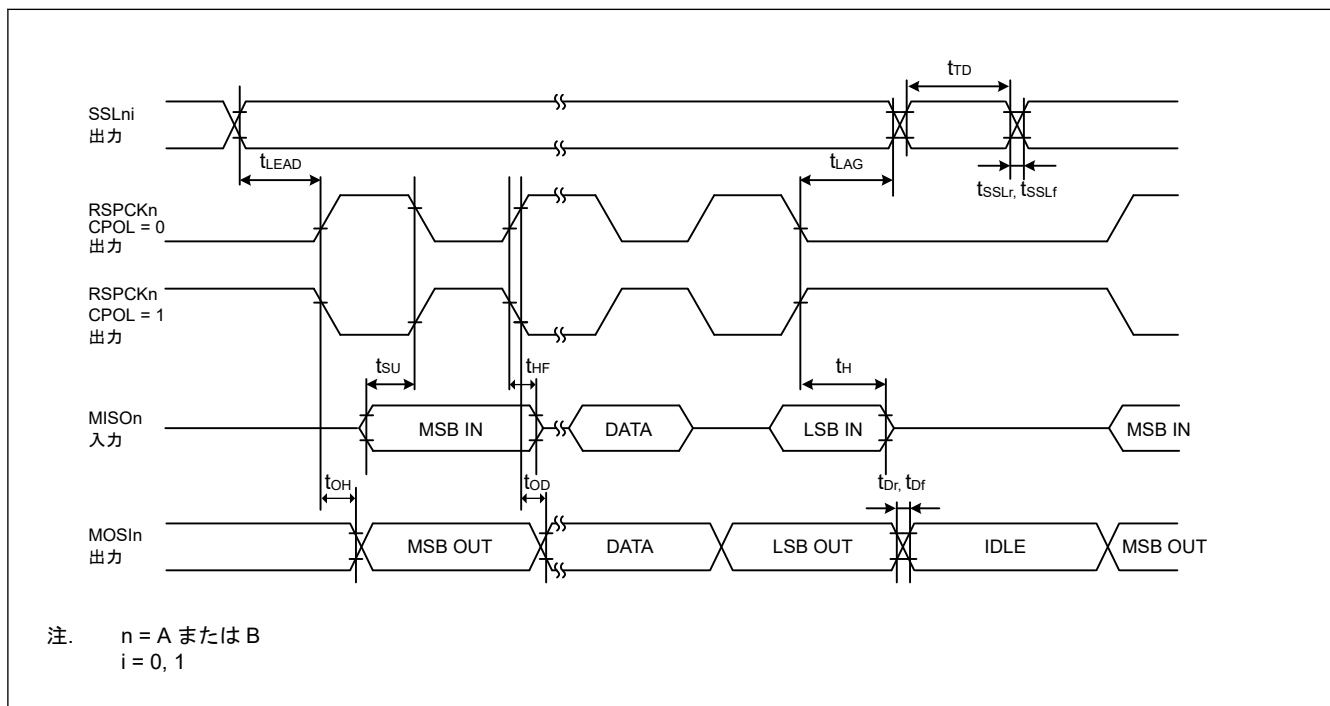 tTD
SSLni
出力
tLEAD
tLAG
tSSLr, tSSLf
RSPCKn
CPOL = 0
出力
RSPCKn
CPOL = 1
出力
tSU
tHF
tH
MISOn
入力
MSB IN
DATA
LSB IN
MSB IN
tOH
tOD
tDr, tDf
MOSIn
出力
MSB OUT
DATA
LSB OUT
IDLE
MSB OUT
注. n = A または B
i = 0, 1